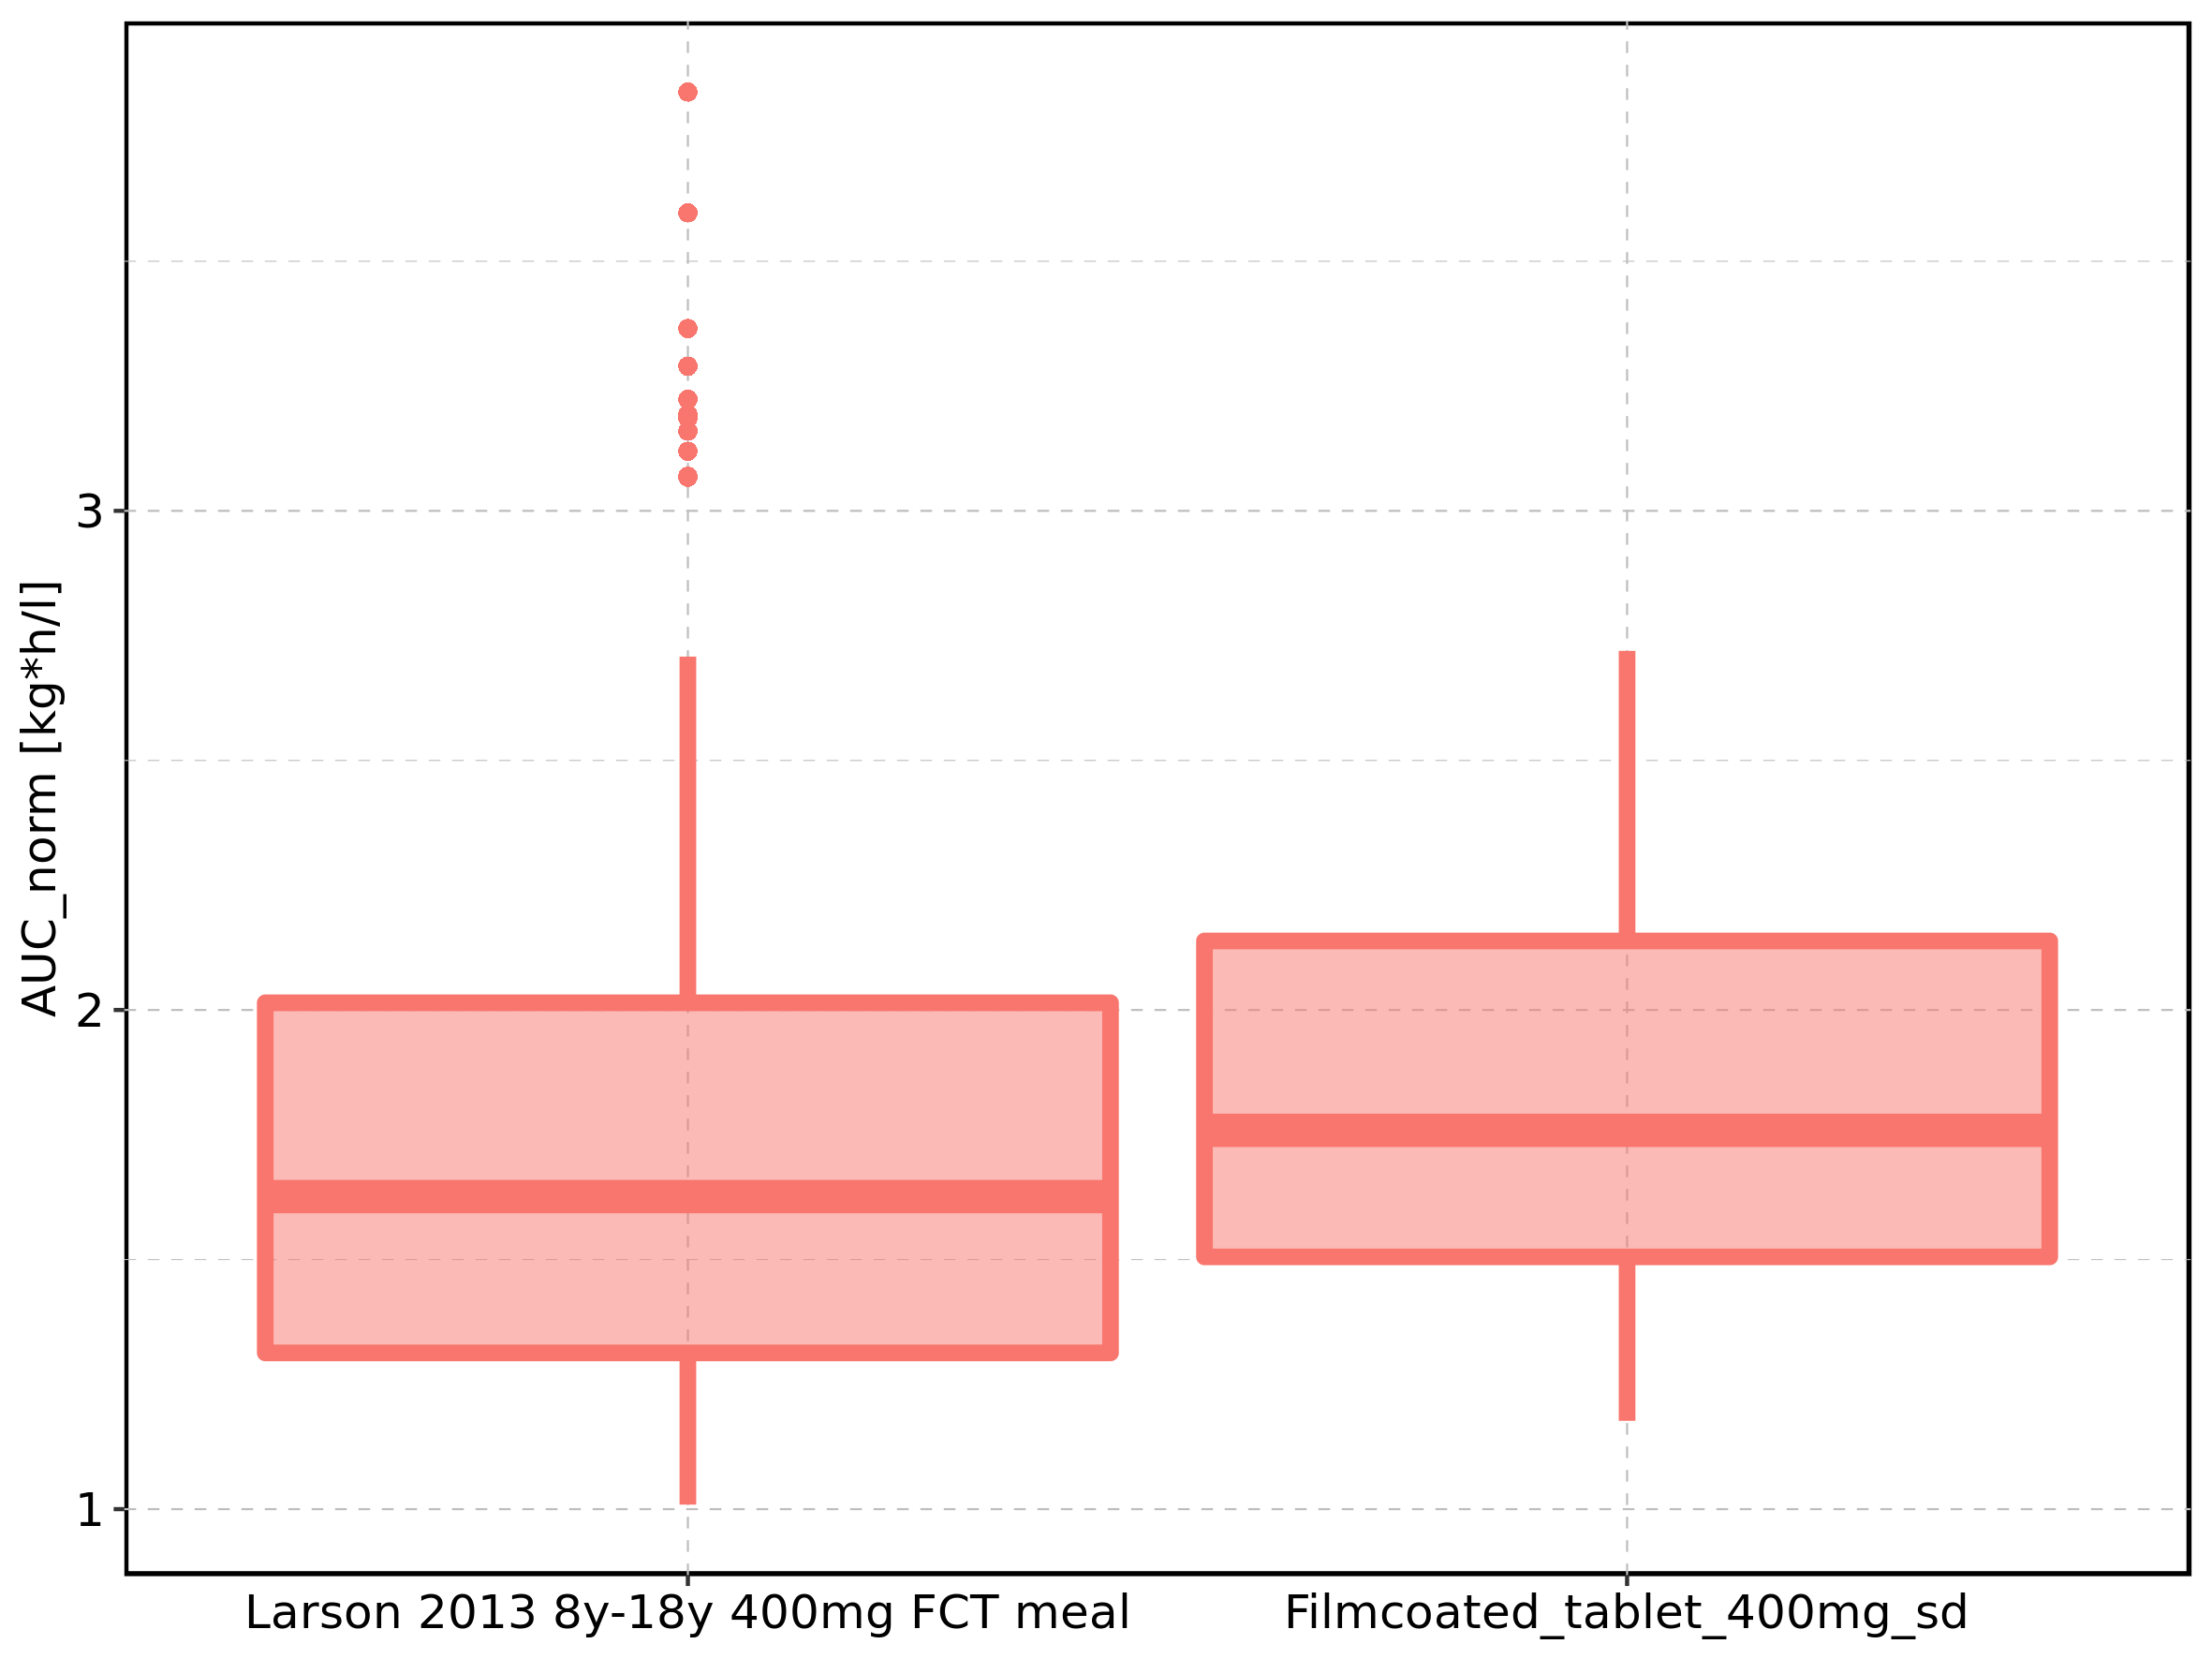 AUC_norm [kg*h/l]
3
2
1
Larson 2013 8y-18y 400mg FCT meal
Filmcoated_tablet_400mg_sd